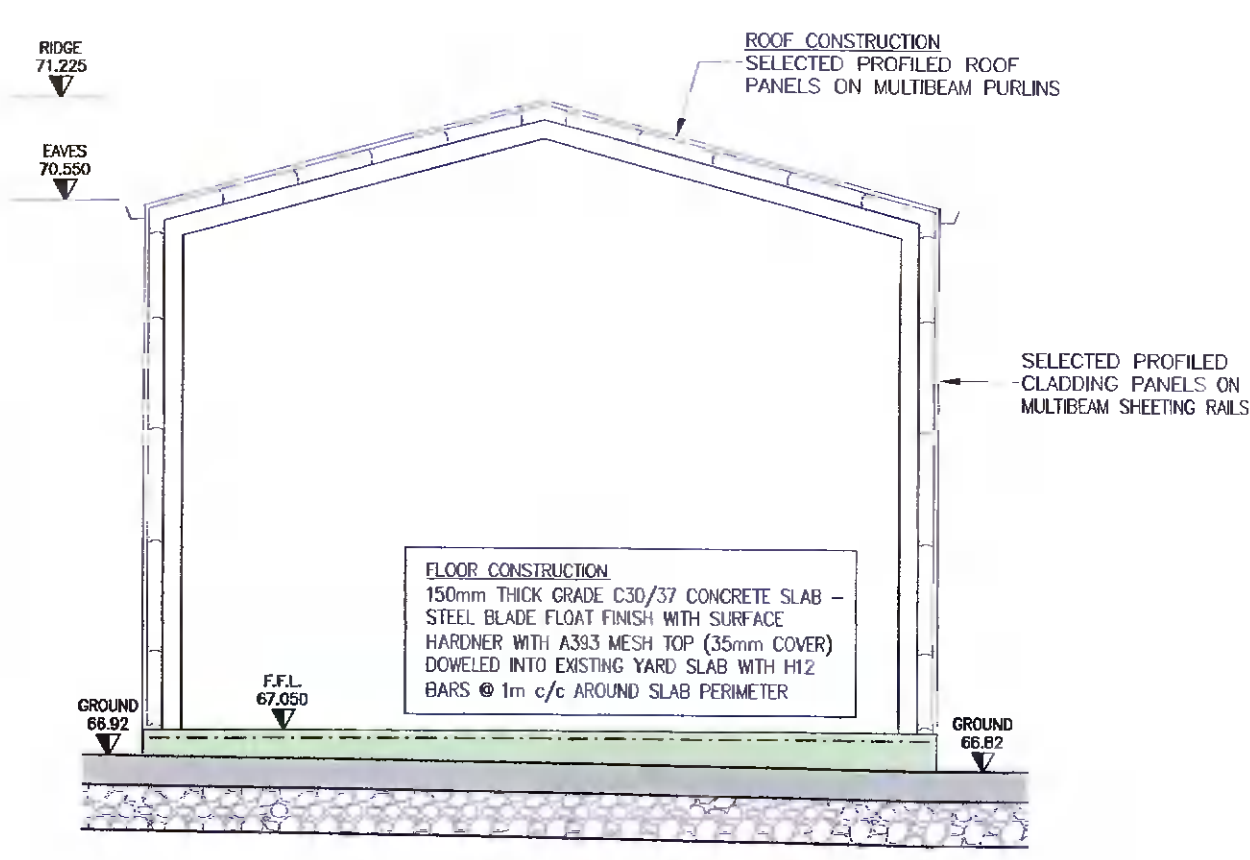 RIDGE
71.225
EAVES
70.550
ROOF CONSTRUCTION
SELECTED PROFILED ROOF
PANELS ON MULTIBEAM PURLINS
SELECTED PROFILED
CLADDING PANELS ON
MULTIBEAM SHEETING RAILS
FLOOR CONSTRUCTION
150mm THICK GRADE C30/37 CONCRETE SLAB –
STEEL BLADE FLOAT FINISH WITH SURFACE
HARDNER WITH A393 MESH TOP (35mm COVER)
DOWELED INTO EXISTING YARD SLAB WITH H12
BARS @ 1m c/c AROUND SLAB PERIMETER
F.F.L.
67.050
GROUND
66.92
GROUND
66.82